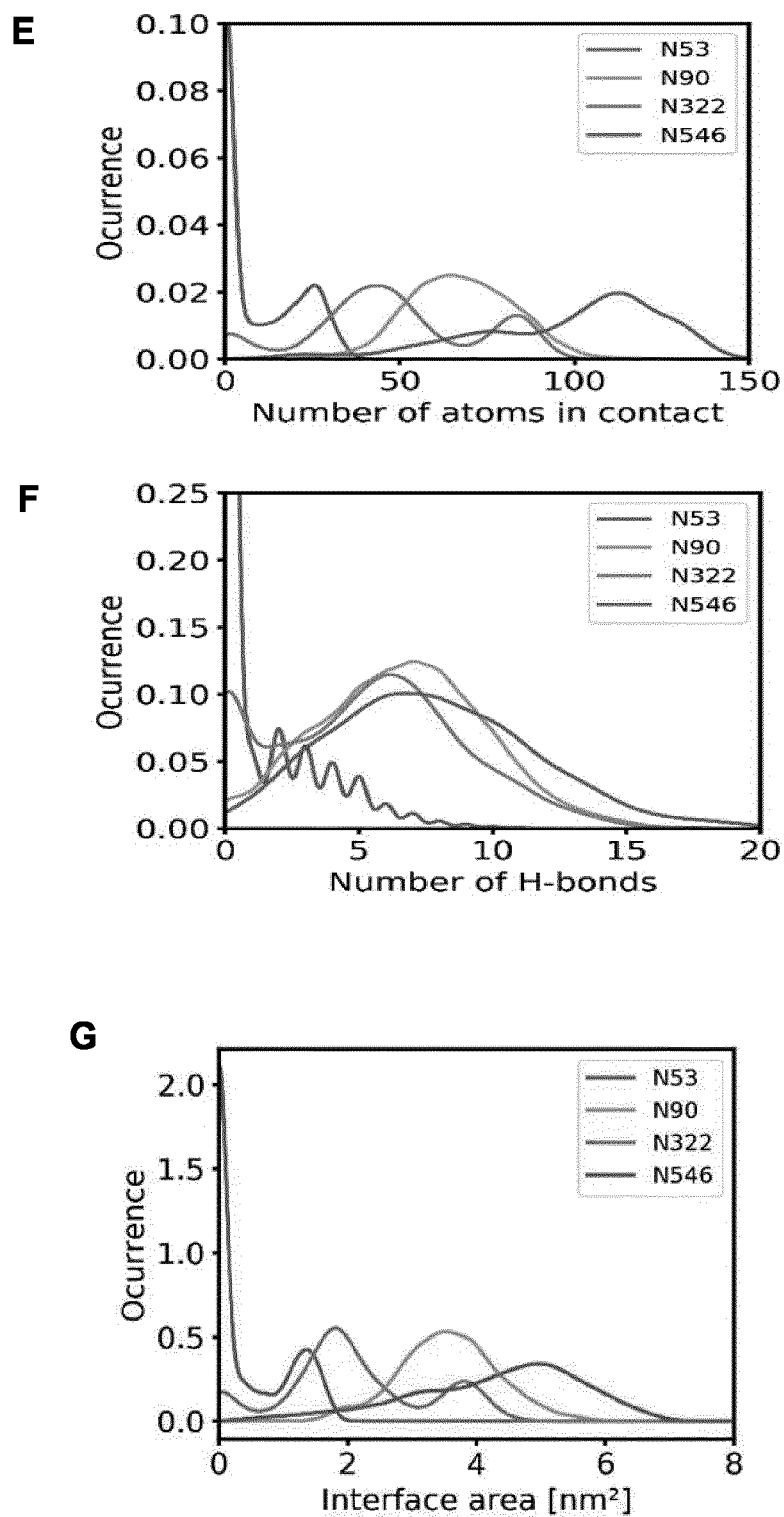 E
0.10
0.08
0.06
0.04
0.02
0.00
Ocurrence
N53
N90
N322
N546
0 50 100 150
Number of atoms in contact
F
0.25
0.20
0.15
0.10
0.05
0.00
Ocurrence
N53
N90
N322
N546
0 5 10 15 20
Number of H-bonds
G
2.0
1.5
1.0
0.5
0.0
Ocurrence
N53
N90
N322
N546
0 2 4 6 8
Interface area [nm²]